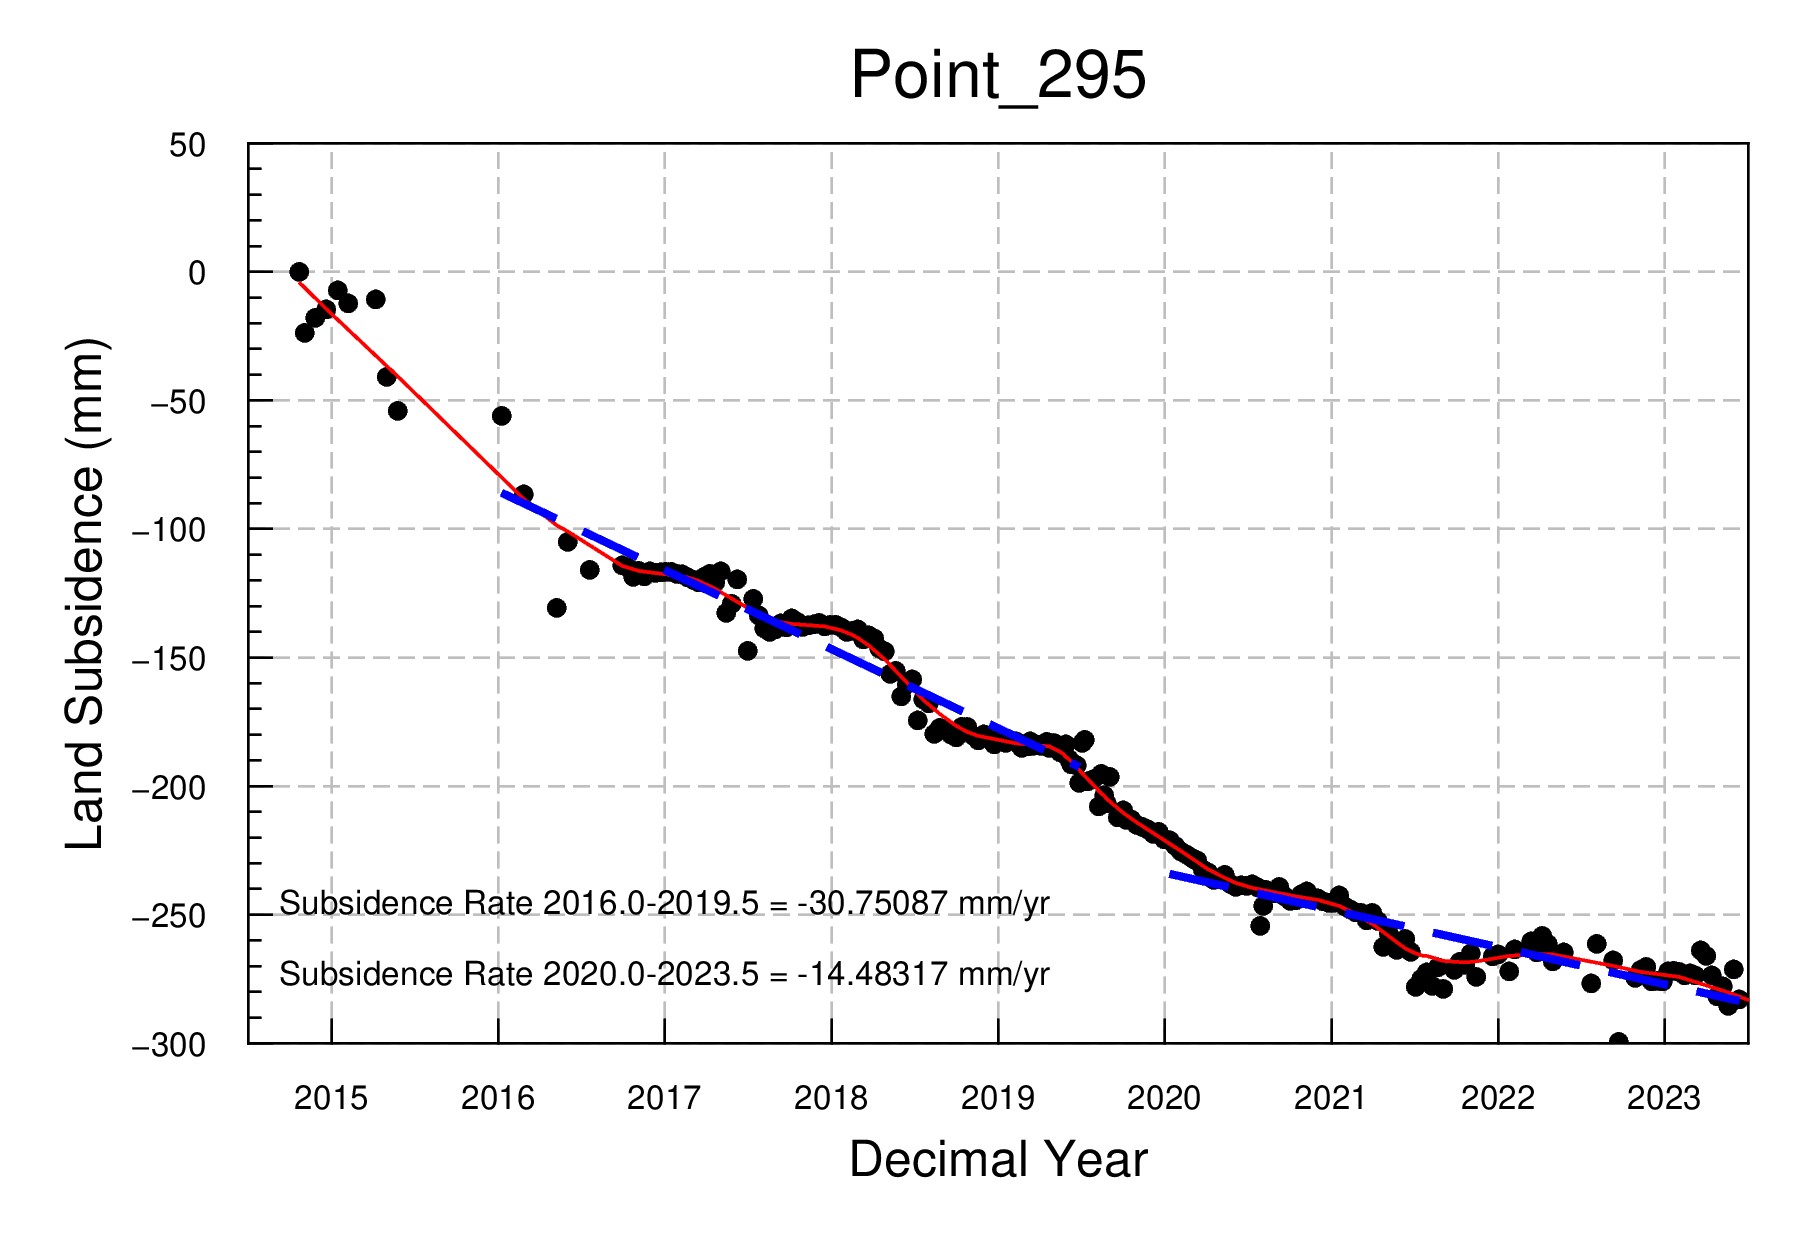 Point_295
50
0
−50
−100
−150
−200
−250
−300
Land Subsidence (mm)
Subsidence Rate 2016.0-2019.5 = -30.75087 mm/yr
Subsidence Rate 2020.0-2023.5 = -14.48317 mm/yr
2015 2016 2017 2018 2019 2020 2021 2022 2023
Decimal Year